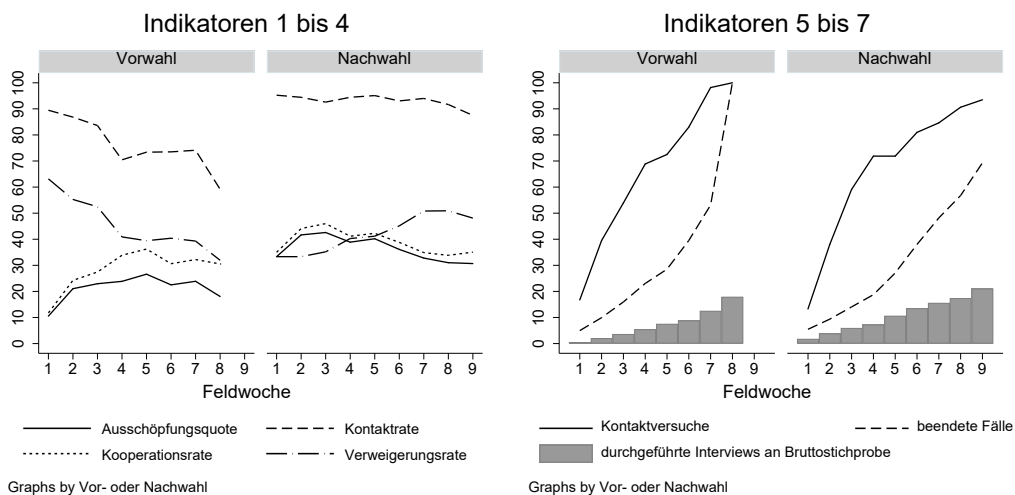 Indikatoren 1 bis 4
Vorwahl
Nachwahl
0 10 20 30 40 50 60 70 80 90 100
1 2 3 4 5 6 7 8 9
1 2 3 4 5 6 7 8 9
Feldwoche
Ausschöpfungsquote
Kontaktrate
Kooperationsrate
Verweigerungsrate
Graphs by Vor- oder Nachwahl
Indikatoren 5 bis 7
Vorwahl
Nachwahl
0 10 20 30 40 50 60 70 80 90 100
1 2 3 4 5 6 7 8 9
1 2 3 4 5 6 7 8 9
Feldwoche
Kontaktversuche
beendete Fälle
durchgeführte Interviews an Bruttostichprobe
Graphs by Vor- oder Nachwahl